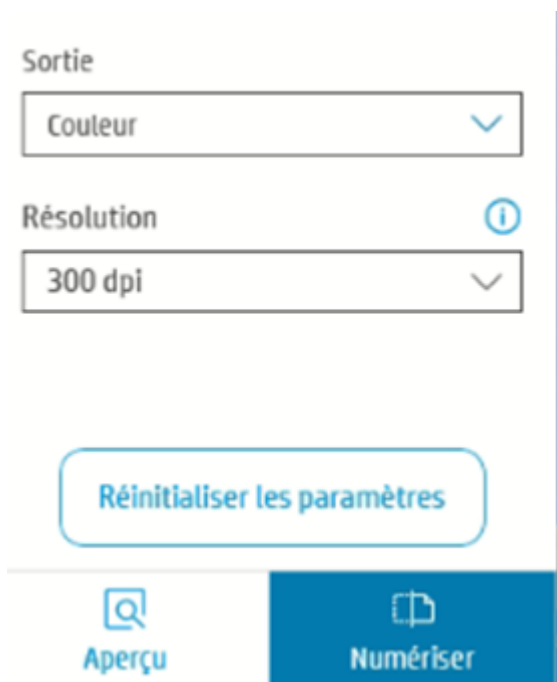 Sortie
Couleur
Résolution
300 dpi
Réinitialiser les paramètres
Aperçu
Numériser